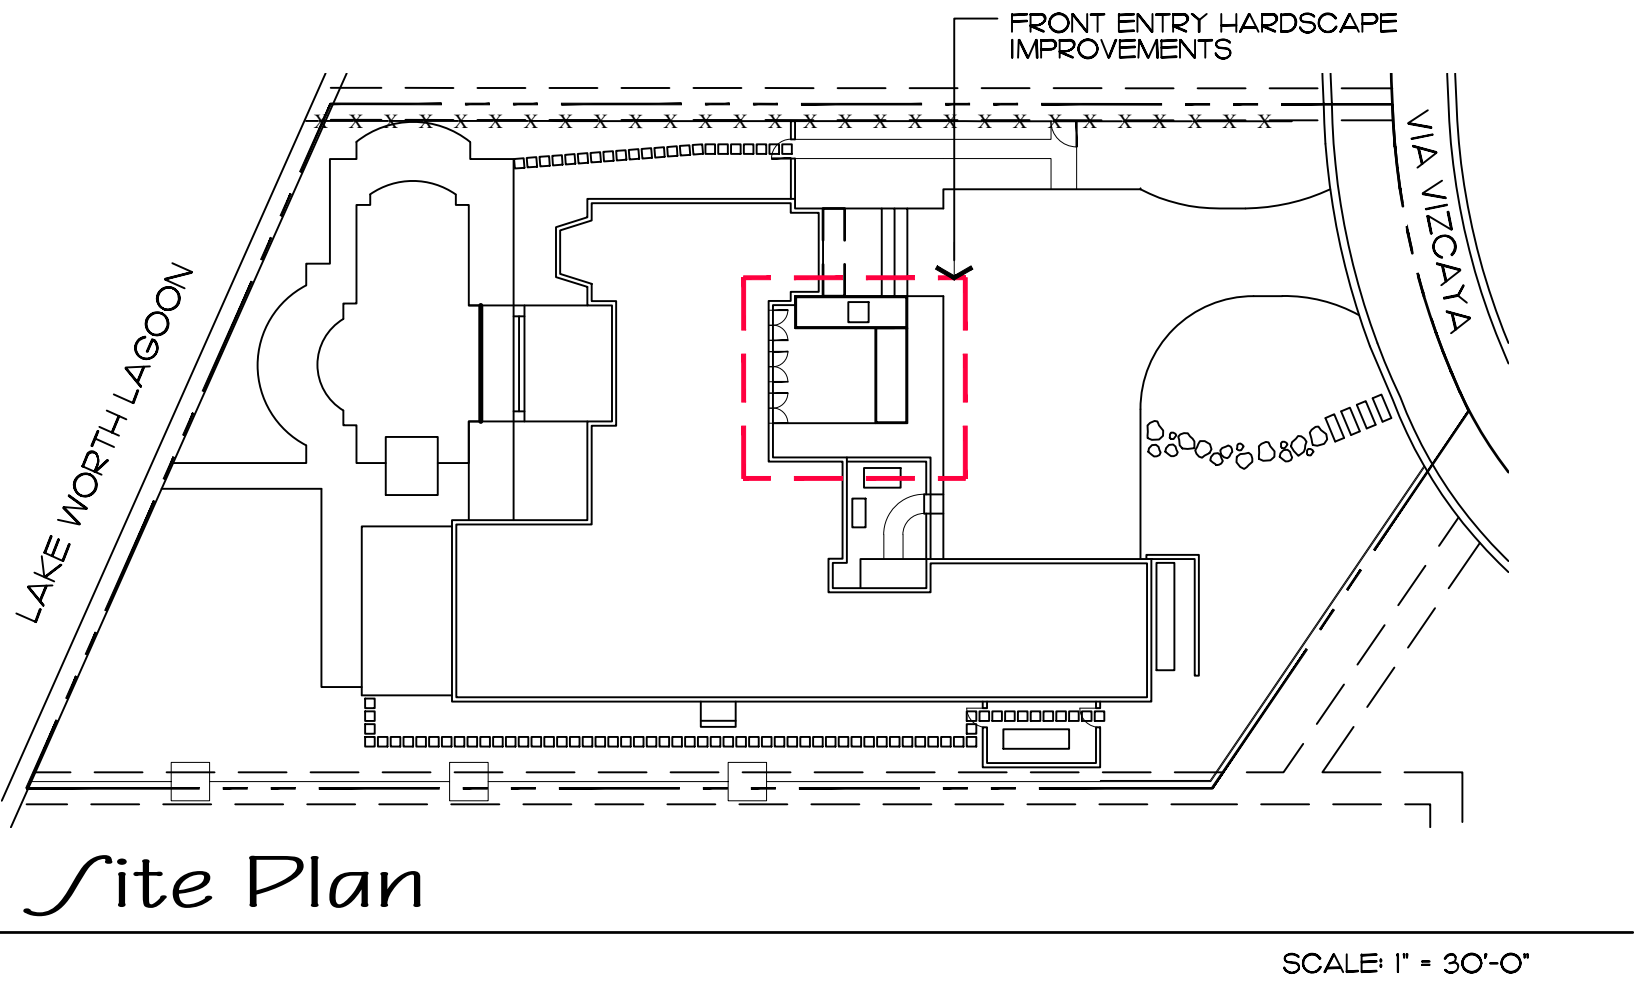 FRONT ENTRY HARDSCAPE
IMPROVEMENTS
X X X X X X X X X X X X X X X X X X X X X X X X X X X X
VIA VIZCAYA
LAKE WORTH LAGOON
Site Plan
SCALE: 1" = 30'-0"